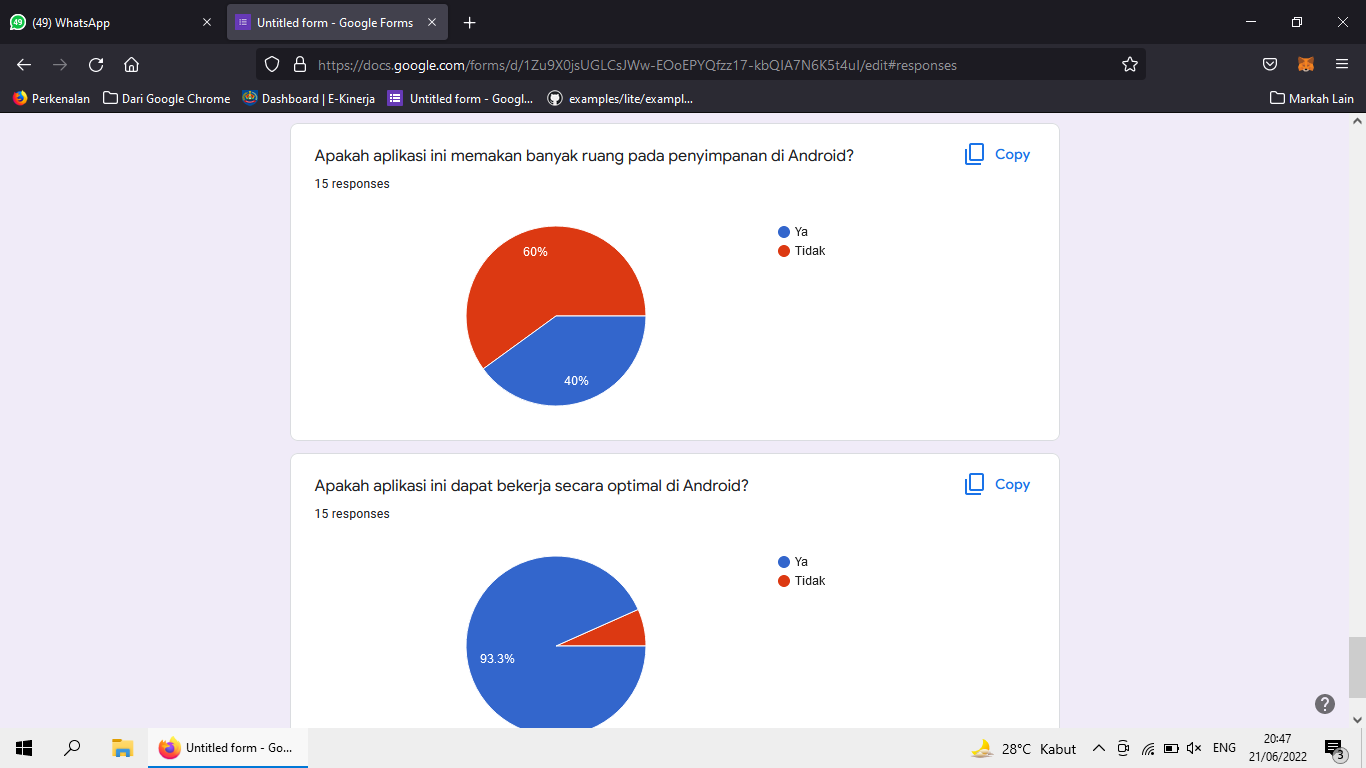 (49) WhatsApp
Untitled form - Google Forms
https://docs.google.com/forms/d/1Zu9X0jsUGLCsJWw-EOoEPYQfzz17-kbQIA7N6K5t4uI/edit#responses
Perkenalan
Dari Google Chrome
Dashboard | E-Kinerja
Untitled form - Googl...
examples/lite/exampl...
Markah Lain
Apakah aplikasi ini memakan banyak ruang pada penyimpanan di Android?
Copy
15 responses
Ya
Tidak
60%
40%
Apakah aplikasi ini dapat bekerja secara optimal di Android?
Copy
15 responses
Ya
Tidak
93.3%
Untitled form - Go...
28°C Kabut
ENG
20:47
21/06/2022
3